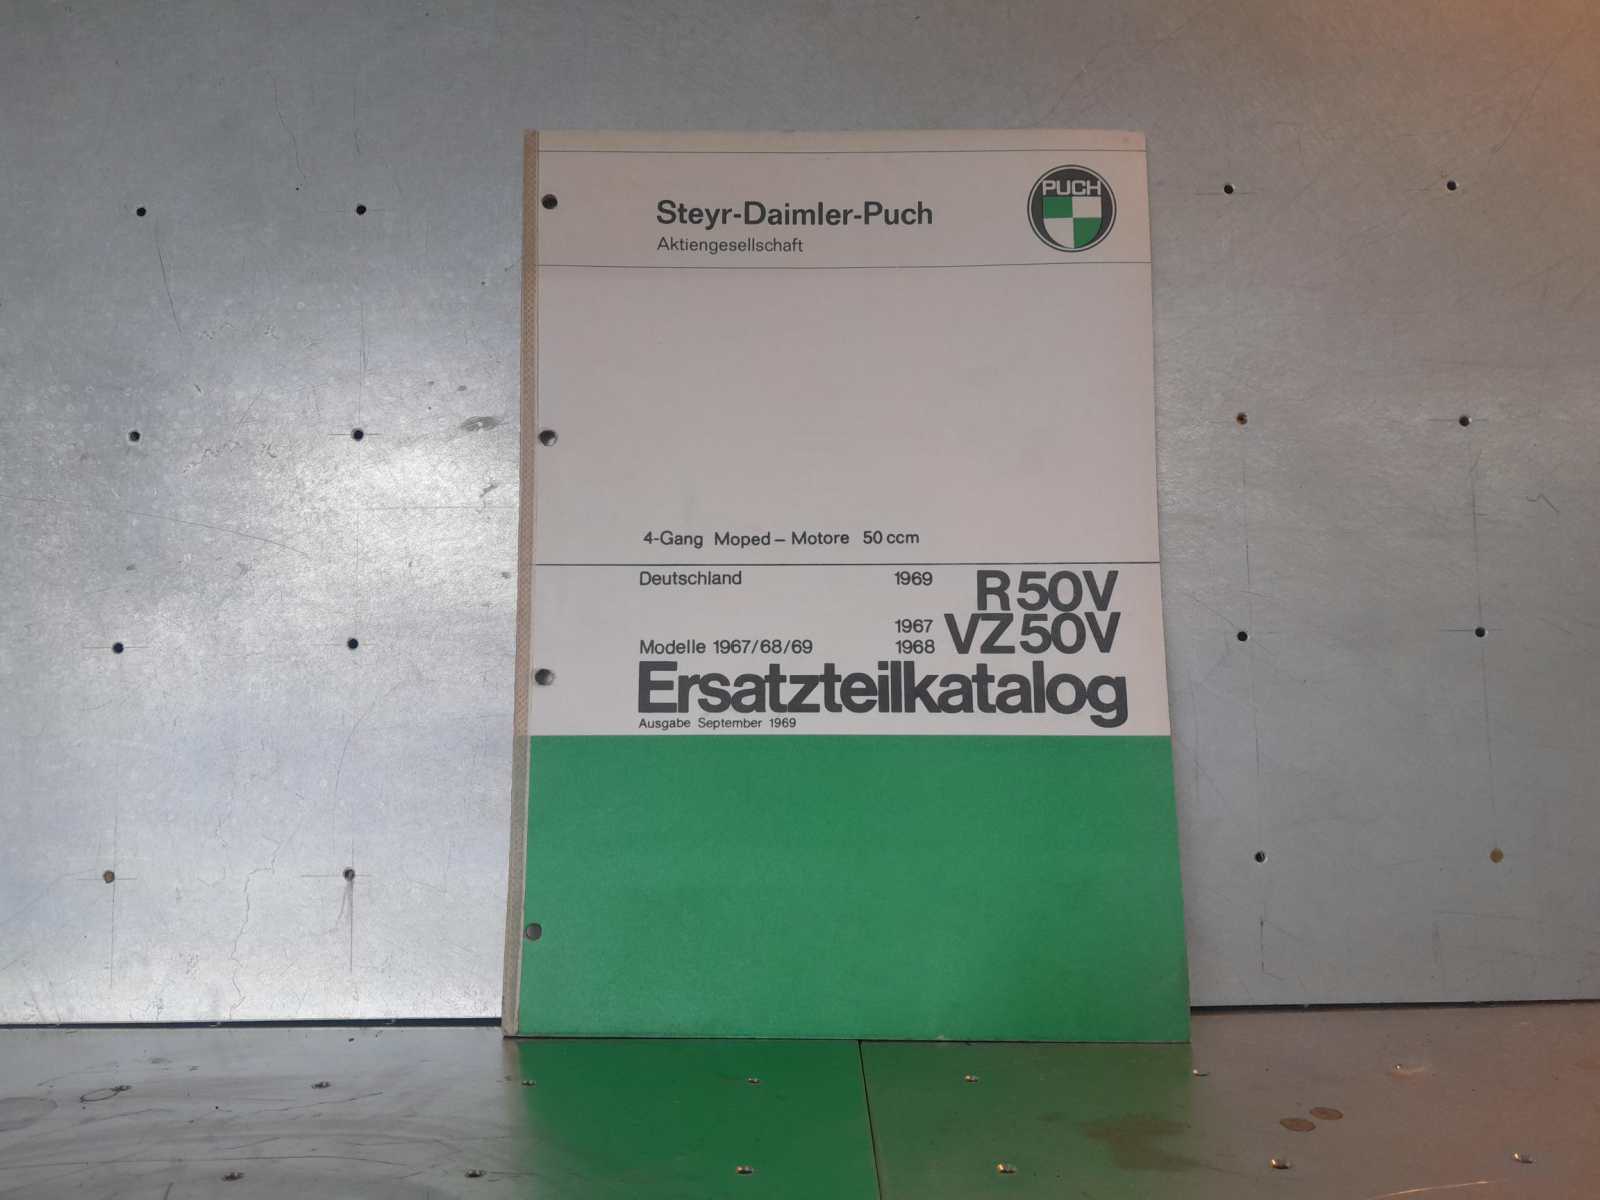 Steyr-Daimler-Puch
Aktiengesellschaft
PUCH
4-Gang Moped – Motore 50 ccm
Deutschland 1969 R50V
1967 VZ50V
Modelle 1967/68/69 1968
Ersatzteilkatalog
Ausgabe September 1969